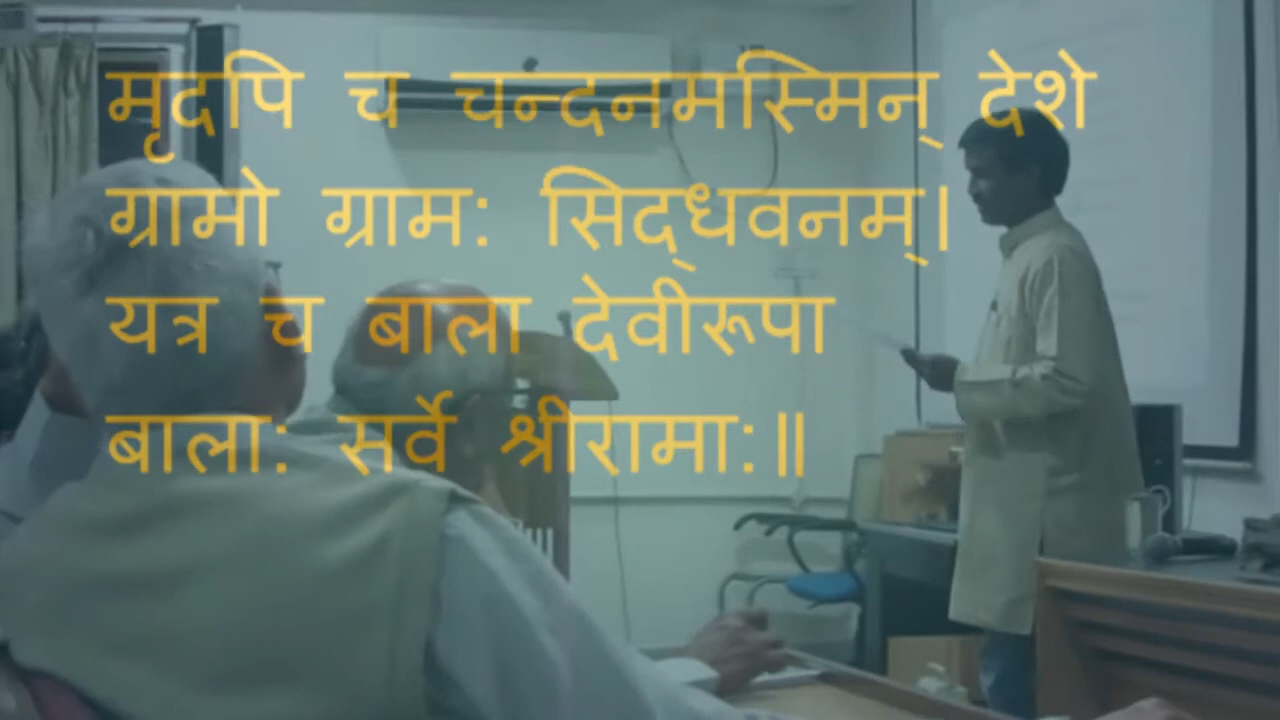 मृदपि च चन्दनमस्मिन् देशे
ग्रामो ग्राम: सिद्‌धवनम्।
यत्र च बाला देवीरूपा
बाला: सर्वे श्रीरामा:॥